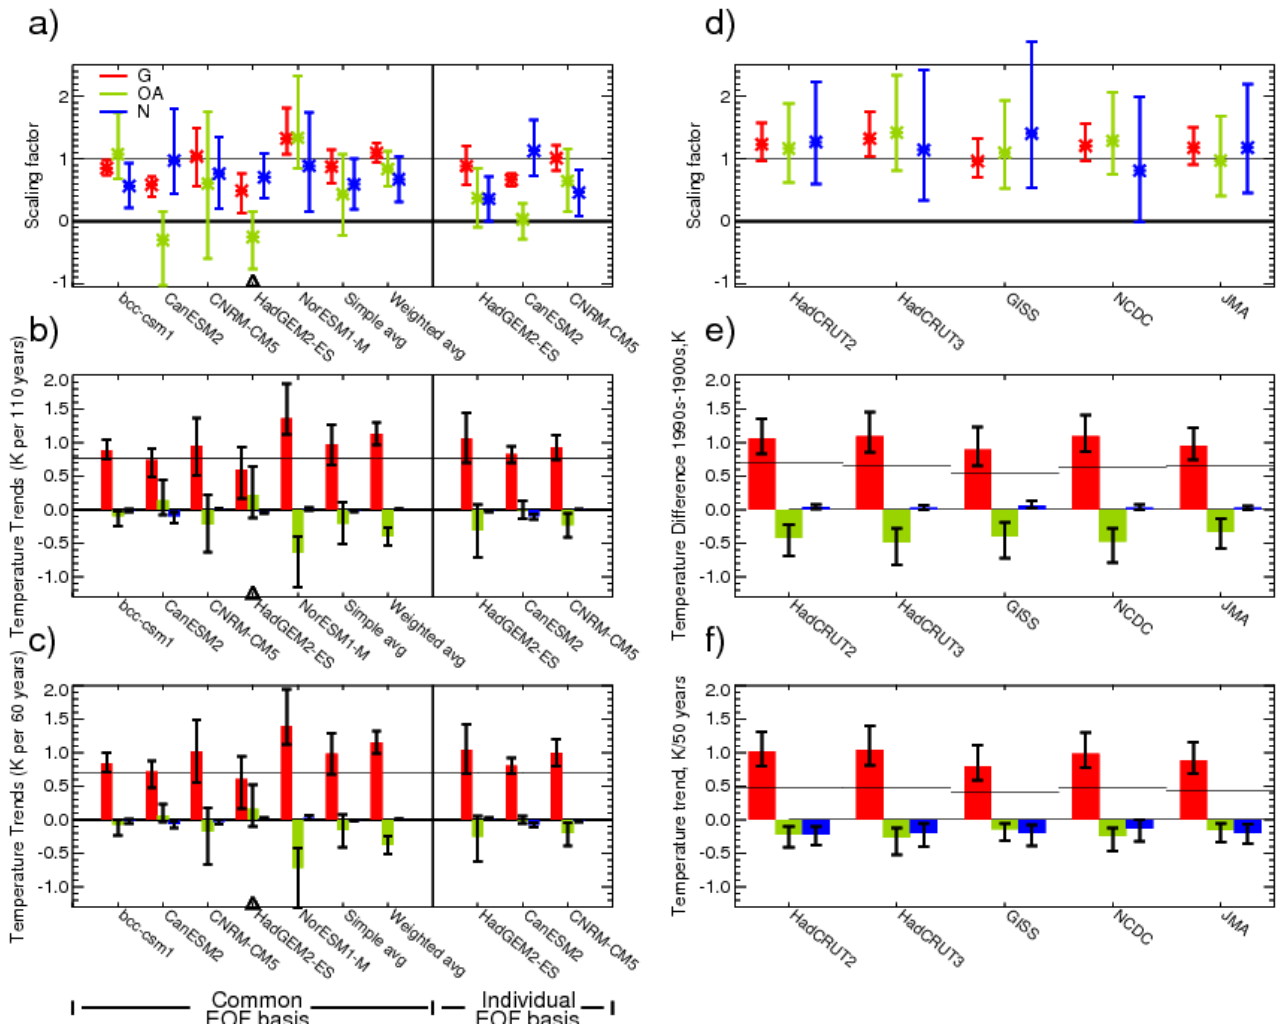 a)
Scaling factor
2
1
0
-1
G
OA
N
bcc-csm1
CanESM2
CNRM-CM5
HadGEM2-ES
NorESM1-M
Simple avg
Weighted avg
HadGEM2-ES
CanESM2
CNRM-CM5
d)
Scaling factor
2
1
0
-1
HadCRUT2
HadCRUT3
GISS
NCDC
JMA
b)
Temperature Trends (K per 110 years)
2.0
1.5
1.0
0.5
0.0
-0.5
-1.0
bcc-csm1
CanESM2
CNRM-CM5
HadGEM2-ES
NorESM1-M
Simple avg
Weighted avg
HadGEM2-ES
CanESM2
CNRM-CM5
e)
Temperature Difference 1990s-1900s,K
2.0
1.5
1.0
0.5
0.0
-0.5
-1.0
HadCRUT2
HadCRUT3
GISS
NCDC
JMA
c)
Temperature Trends (K per 60 years)
2.0
1.5
1.0
0.5
0.0
-0.5
-1.0
bcc-csm1
CanESM2
CNRM-CM5
HadGEM2-ES
NorESM1-M
Simple avg
Weighted avg
HadGEM2-ES
CanESM2
CNRM-CM5
f)
Temperature trend, K/50 years
2.0
1.5
1.0
0.5
0.0
-0.5
-1.0
HadCRUT2
HadCRUT3
GISS
NCDC
JMA
Common
EOF basis
Individual
EOF basis